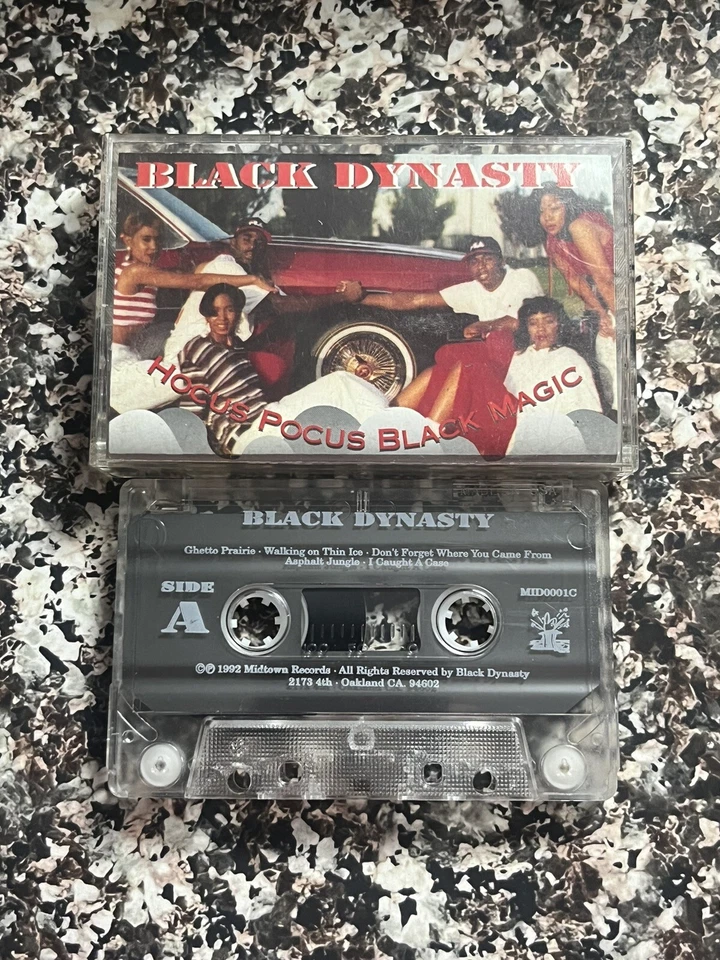 BLACK DYNASTY
HOCUS POCUS BLACK MAGIC
BLACK DYNASTY
Ghetto Prairie · Walking on Thin Ice · Don't Forget Where You Came From
Asphalt Jungle · I Caught A Case
SIDE
A
MID0001C
©℗ 1992 Midtown Records · All Rights Reserved by Black Dynasty
2173 4th · Oakland CA. 94602